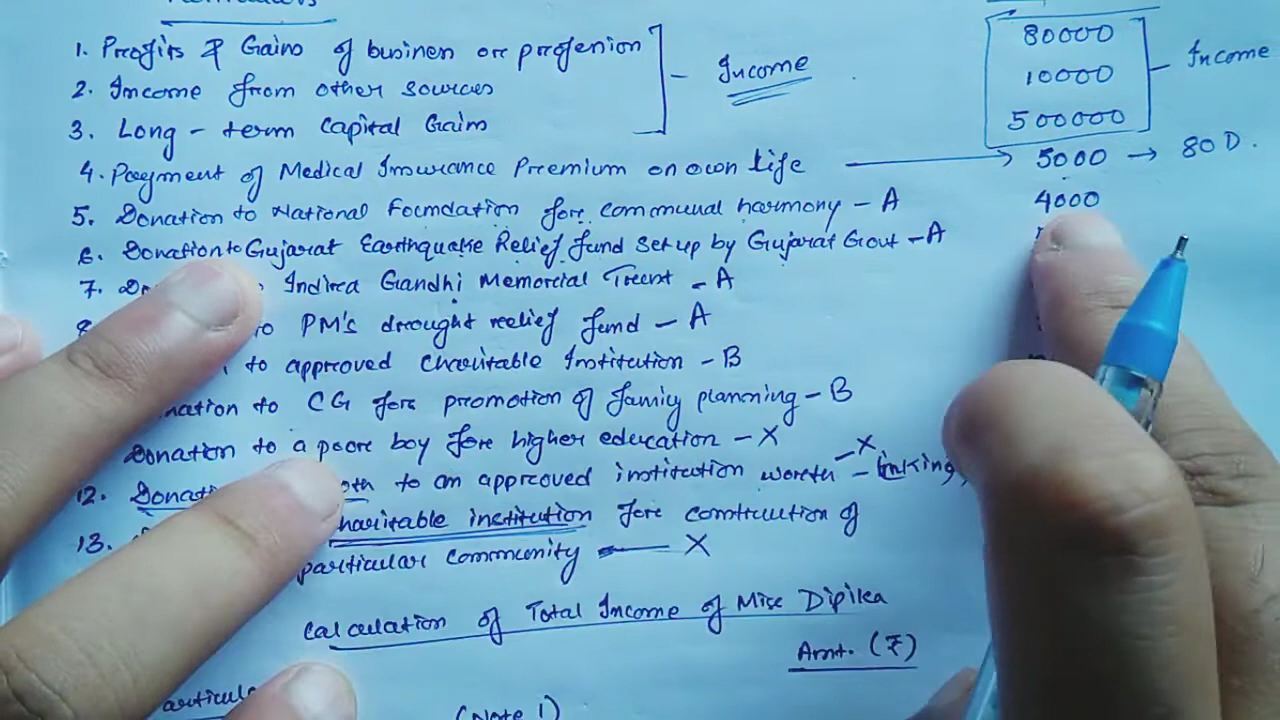 1. Profits & Gains of business or profession 80000
2. Income from other sources - Income 10000 - Income
3. Long-term Capital Gains 500000
4. Payment of Medical Insurance Premium on own life → 5000 → 80 D.
5. Donation to National Foundation for communal harmony - A 4000
6. Donation to Gujarat Earthquake Relief fund set up by Gujarat Govt - A
7. Indira Gandhi Memorial Trust - A
to PM's drought relief fund - A
to approved charitable Institution - B
nation to CG for promotion of family planning - B
Donation to a poor boy for higher education - X
12. to an approved institution worth - X
13. haritable institution for construction of
particular community - X
Calculation of Total Income of Miss Dipika
Amt. (₹)
articula
(Note 1)